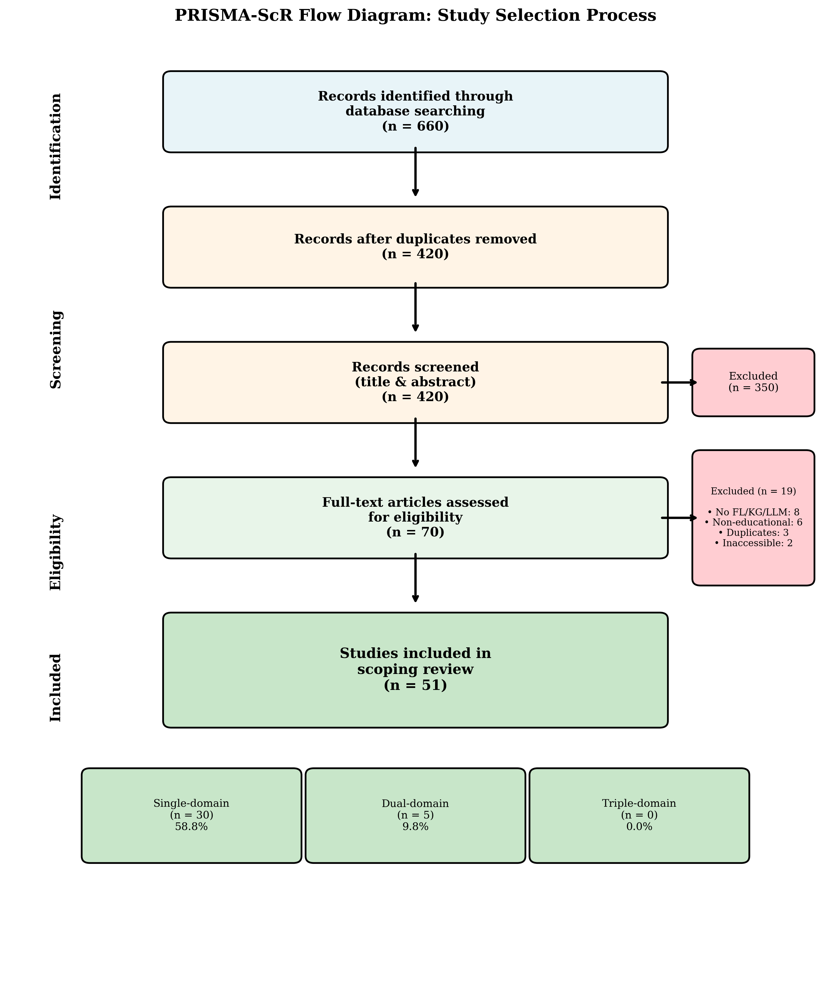 PRISMA-ScR Flow Diagram: Study Selection Process
Identification
Records identified through
database searching
(n = 660)
Records after duplicates removed
(n = 420)
Screening
Records screened
(title & abstract)
(n = 420)
Excluded
(n = 350)
Eligibility
Full-text articles assessed
for eligibility
(n = 70)
Excluded (n = 19)
• No FL/KG/LLM: 8
• Non-educational: 6
• Duplicates: 3
• Inaccessible: 2
Included
Studies included in
scoping review
(n = 51)
Single-domain
(n = 30)
58.8%
Dual-domain
(n = 5)
9.8%
Triple-domain
(n = 0)
0.0%